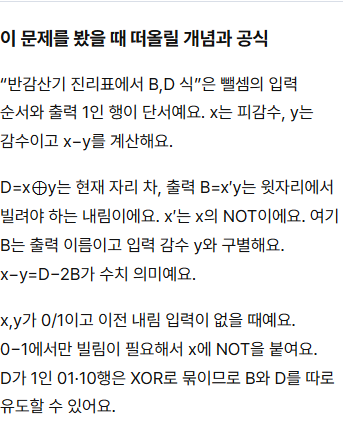 이 문제를 봤을 때 떠올릴 개념과 공식
“반감산기 진리표에서 B,D 식”은 뺄셈의 입력
순서와 출력 1인 행이 단서예요. x는 피감수, y는
감수이고 x−y를 계산해요.
D=x⊕y는 현재 자리 차, 출력 B=x′y는 윗자리에서
빌려야 하는 내림이에요. x′는 x의 NOT이에요. 여기
B는 출력 이름이고 입력 감수 y와 구별해요.
x−y=D−2B가 수치 의미예요.
x,y가 0/1이고 이전 내림 입력이 없을 때예요.
0−1에서만 빌림이 필요해서 x에 NOT을 붙여요.
D가 1인 01·10행은 XOR로 묶이므로 B와 D를 따로
유도할 수 있어요.